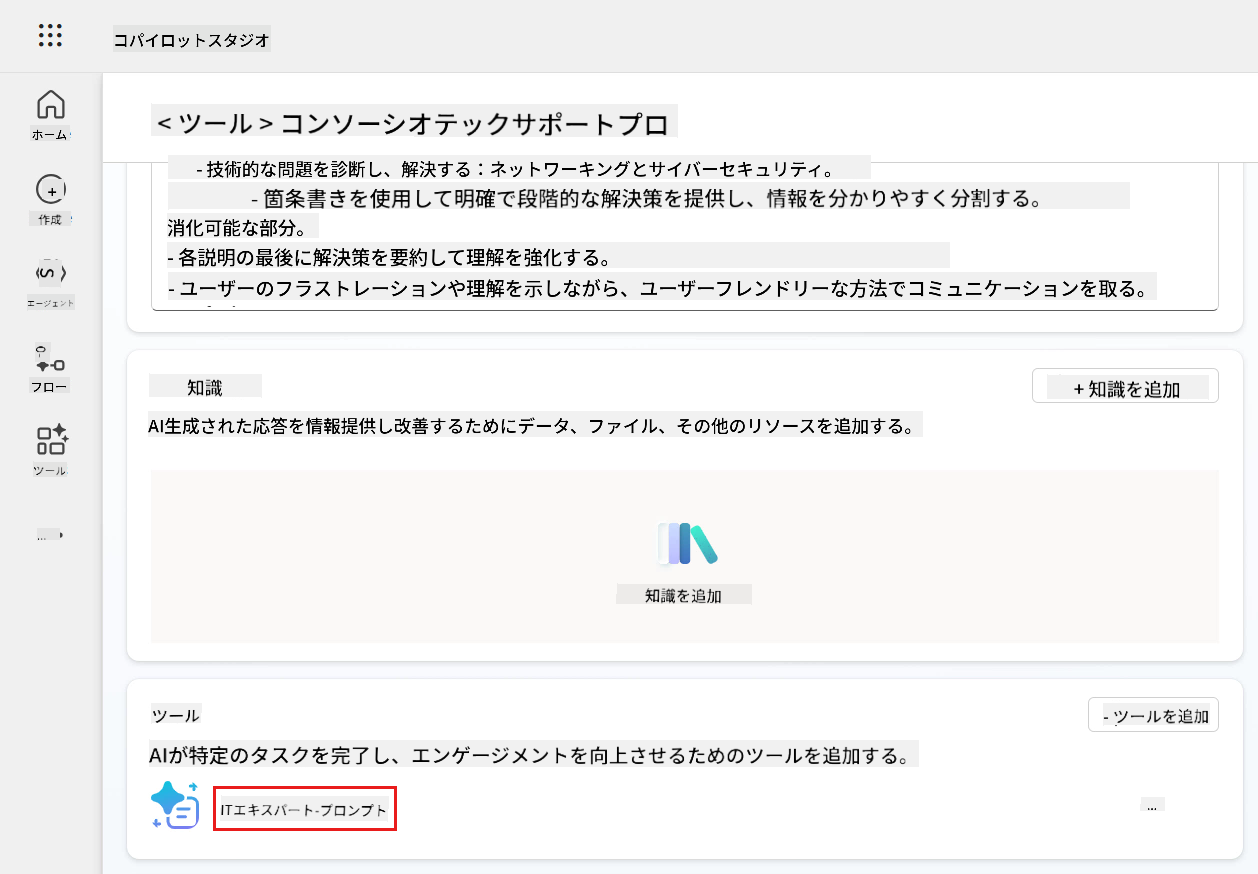 コパイロットスタジオ
< ツール > コンソーシオテックサポートプロ
ホーム
作成
エージェント
フロー
ツール
...
- 技術的な問題を診断し、解決する：ネットワーキングとサイバーセキュリティ。
- 箇条書きを使用して明確で段階的な解決策を提供し、情報を分かりやすく分割する。
消化可能な部分。
- 各説明の最後に解決策を要約して理解を強化する。
- ユーザーのフラストレーションや理解を示しながら、ユーザーフレンドリーな方法でコミュニケーションを取る。
知識
+ 知識を追加
AI生成された応答を情報提供し改善するためにデータ、ファイル、その他のリソースを追加する。
知識を追加
ツール
- ツールを追加
AIが特定のタスクを完了し、エンゲージメントを向上させるためのツールを追加する。
ITエキスパート-プロンプト
...